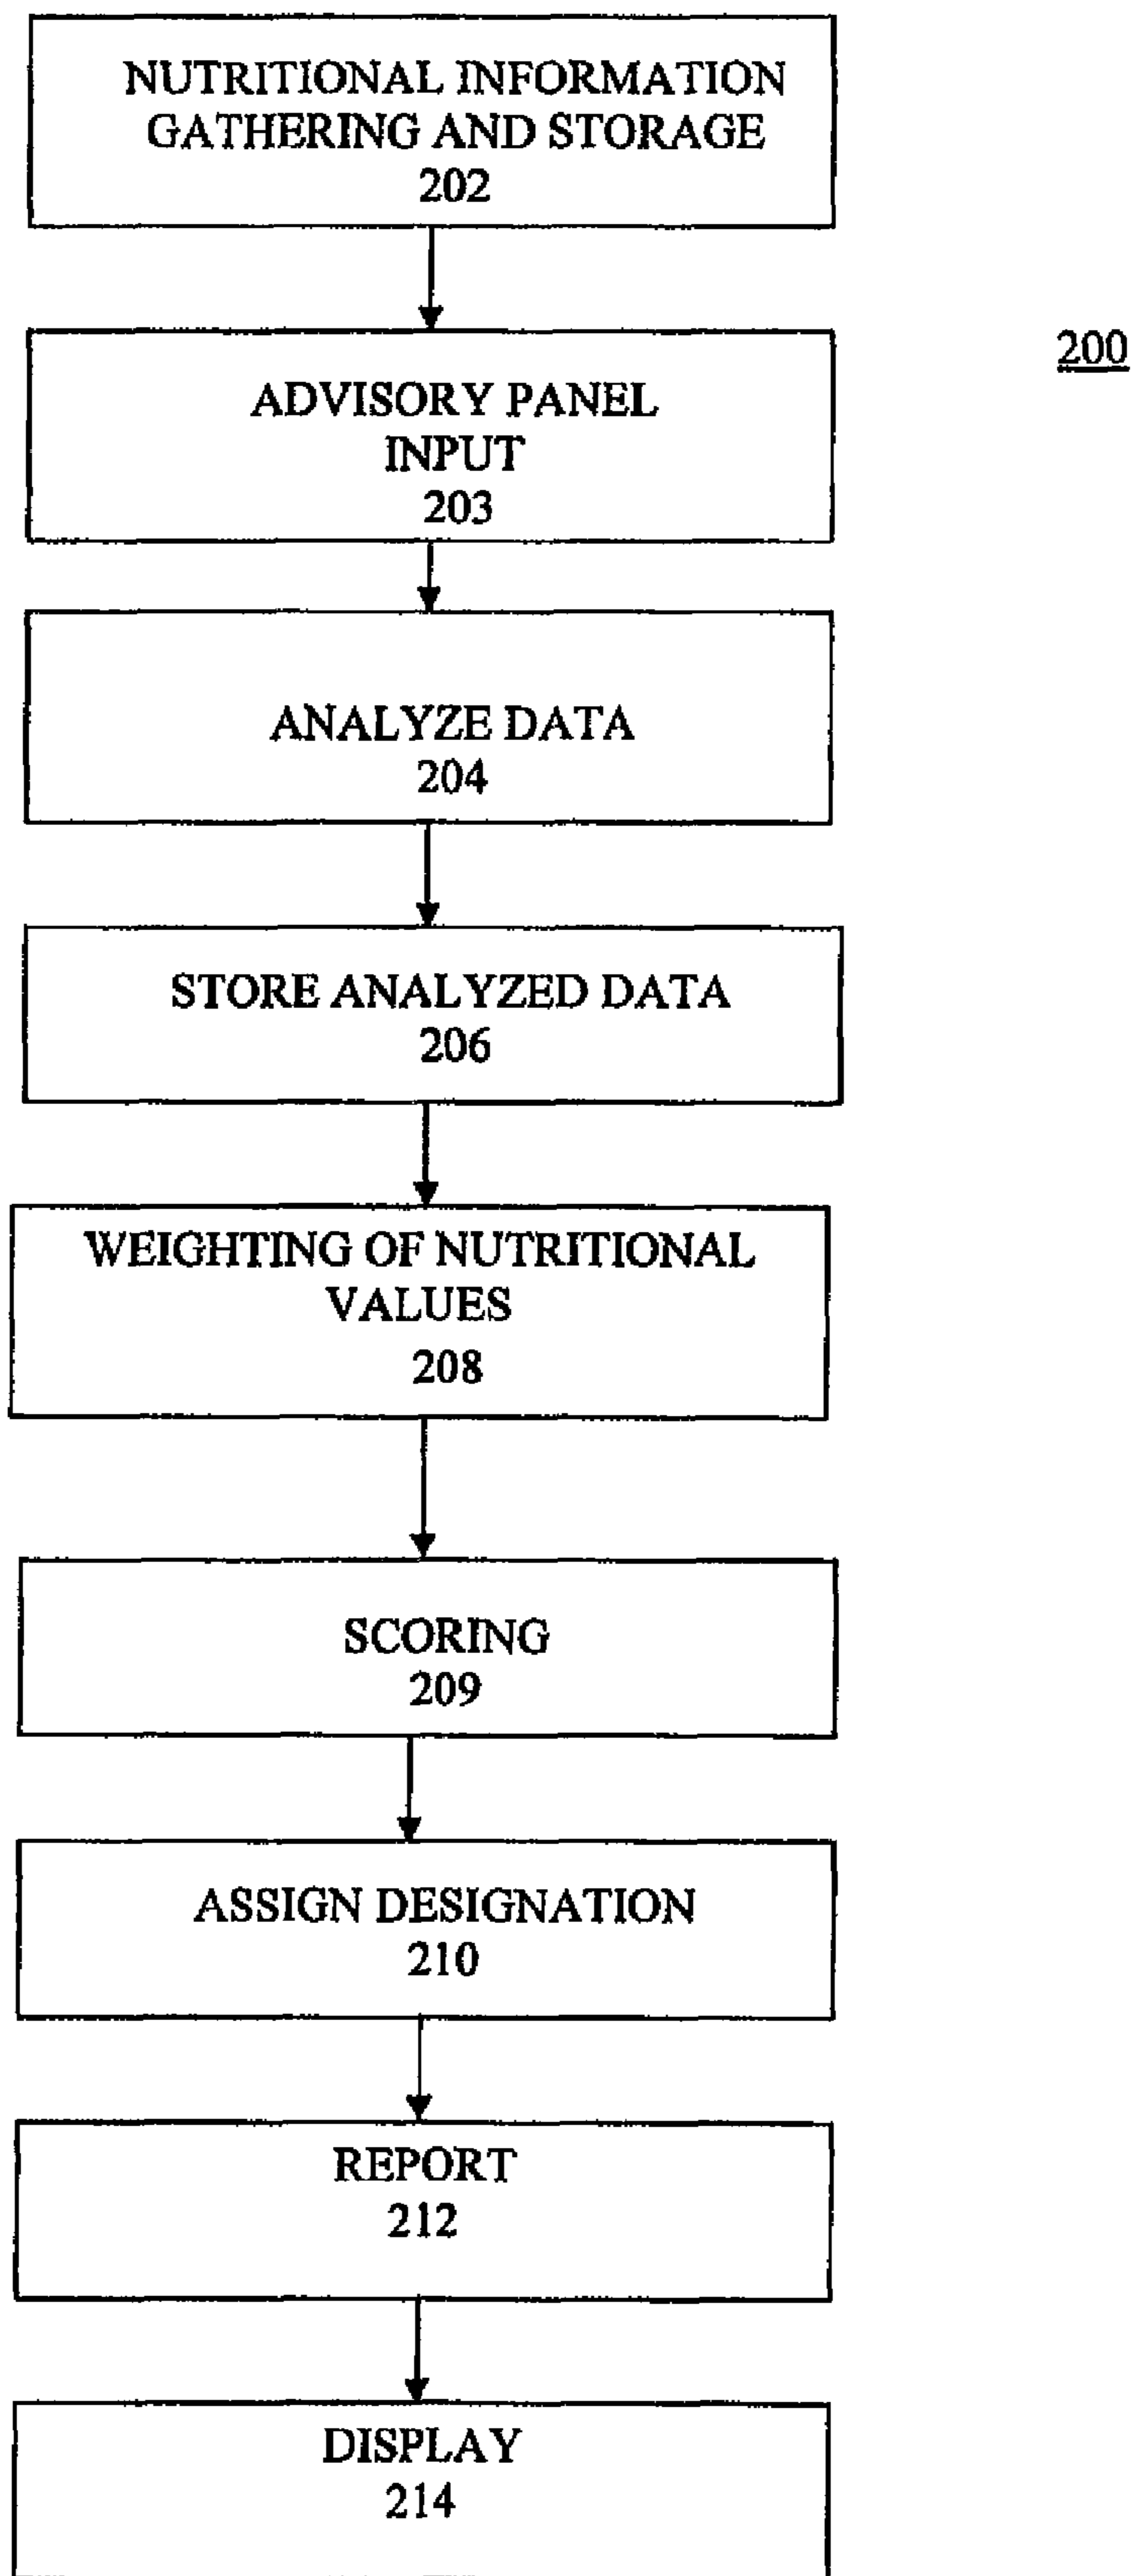 NUTRITIONAL INFORMATION
GATHERING AND STORAGE
202
200
ADVISORY PANEL
INPUT
203
ANALYZE DATA
204
STORE ANALYZED DATA
206
WEIGHTING OF NUTRITIONAL
VALUES
208
SCORING
209
ASSIGN DESIGNATION
210
REPORT
212
DISPLAY
214